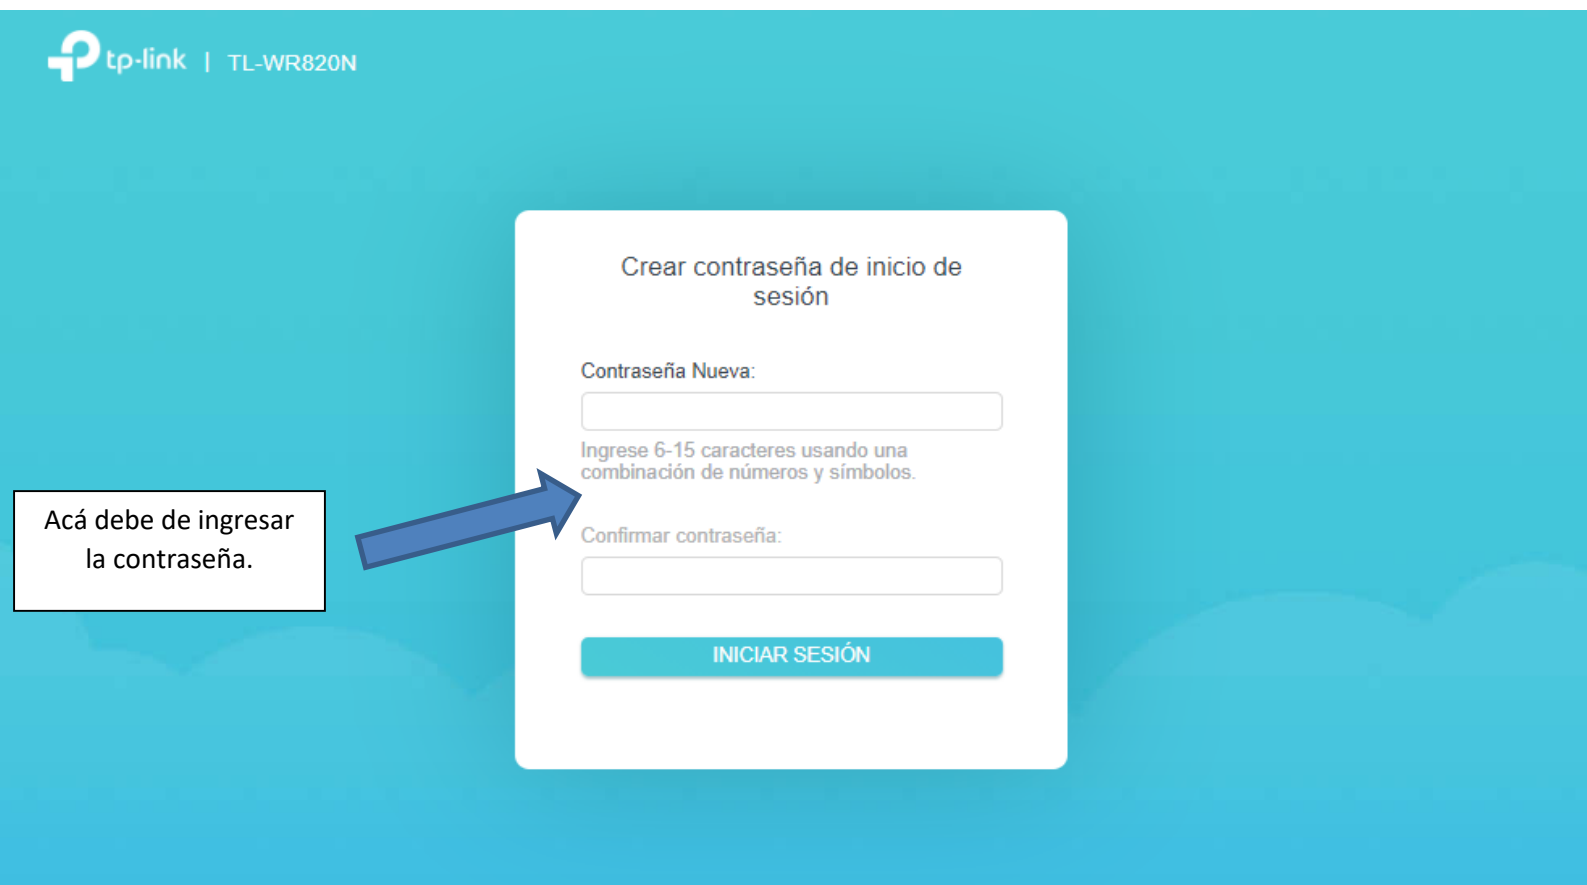 tp-link | TL-WR820N
Crear contraseña de inicio de
sesión
Contraseña Nueva:
Ingrese 6-15 caracteres usando una
combinación de números y símbolos.
Acá debe de ingresar
la contraseña.
Confirmar contraseña:
INICIAR SESIÓN